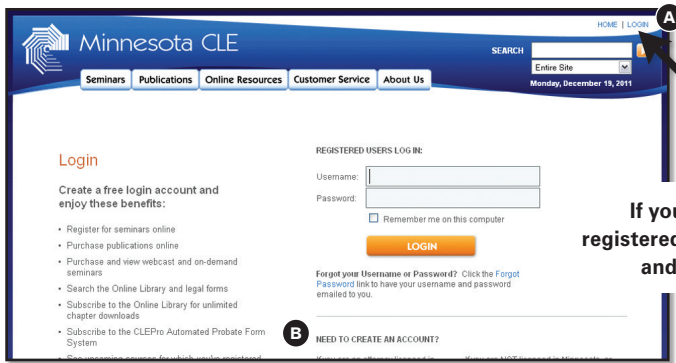 HOME | LOGIN
A
Minnesota CLE
SEARCH
Entire Site
Seminars Publications Online Resources Customer Service About Us
Monday, December 19, 2011
Login
Create a free login account and
enjoy these benefits:
• Register for seminars online
• Purchase publications online
• Purchase and view webcast and on-demand
seminars
• Search the Online Library and legal forms
• Subscribe to the Online Library for unlimited
chapter downloads
• Subscribe to the CLEPro Automated Probate Form
System
REGISTERED USERS LOG IN:
Username:
Password:
Remember me on this computer
LOGIN
Forgot your Username or Password? Click the Forgot
Password link to have your username and password
emailed to you.
B
NEED TO CREATE AN ACCOUNT?
If you
registered
and